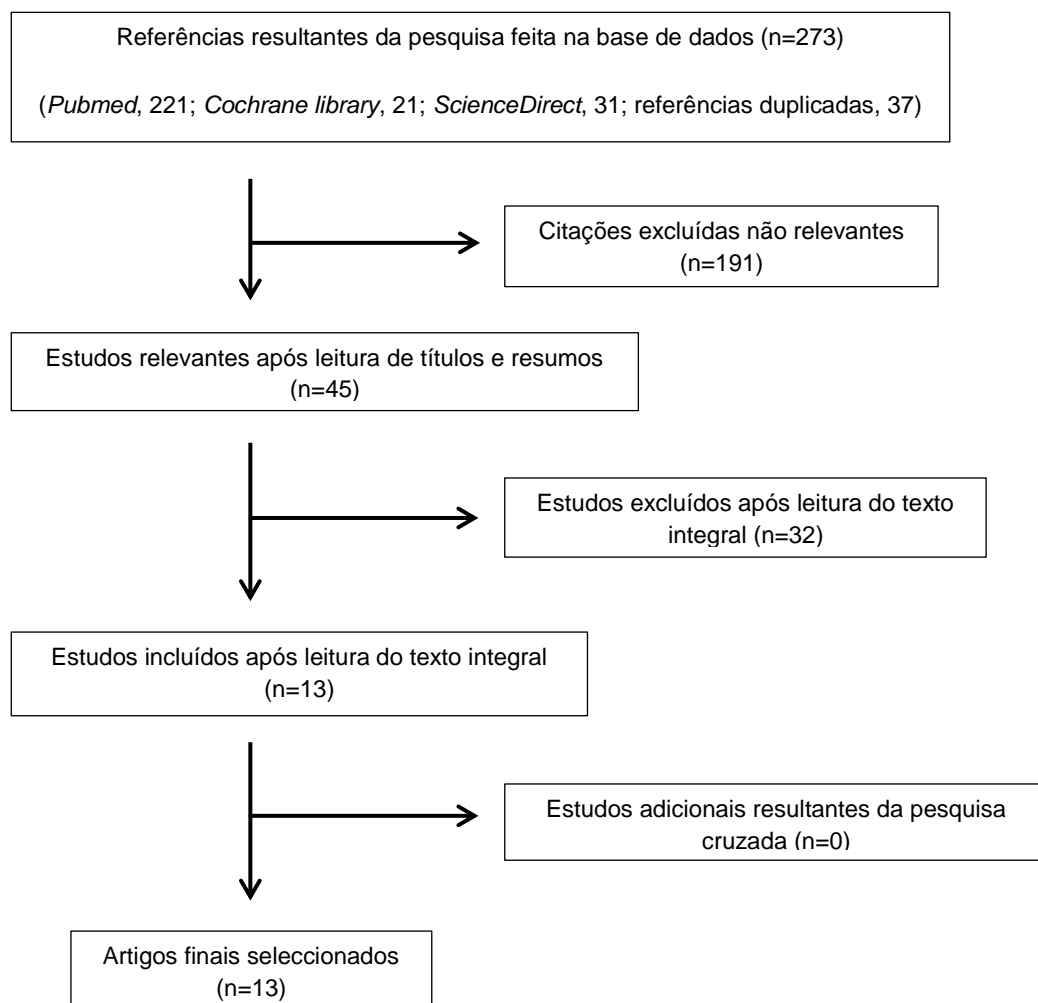 Referências resultantes da pesquisa feita na base de dados (n=273)
(Pubmed, 221; Cochrane library, 21; ScienceDirect, 31; referências duplicadas, 37)
Citações excluídas não relevantes
(n=191)
Estudos relevantes após leitura de títulos e resumos
(n=45)
Estudos excluídos após leitura do texto
integral (n=32)
Estudos incluídos após leitura do texto integral
(n=13)
Estudos adicionais resultantes da pesquisa
cruzada (n=0)
Artigos finais seleccionados
(n=13)